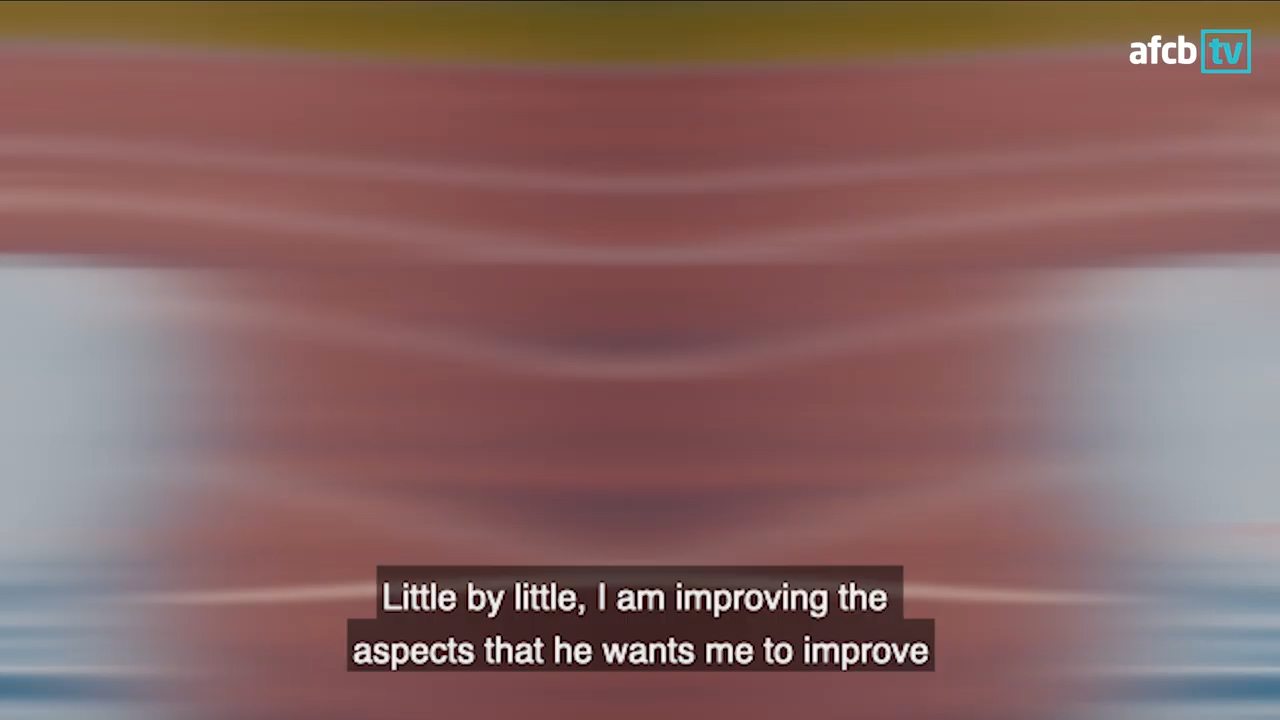 afcb tv
Little by little, I am improving the
aspects that he wants me to improve